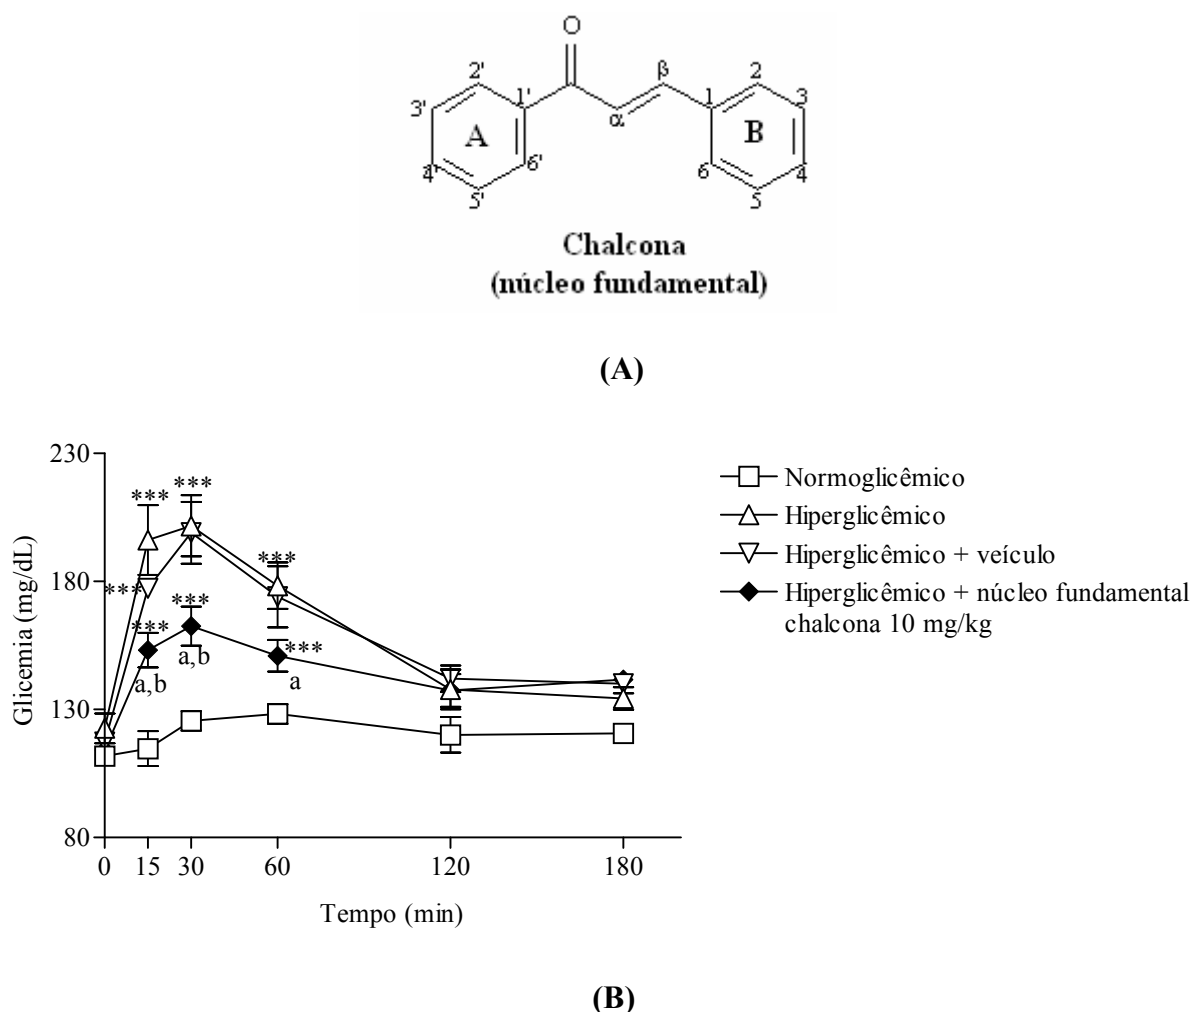 O
β
2'
2
1'
1
3'
3
α
A
B
6'
6
4'
4
5'
5
Chalcona
(núcleo fundamental)
(A)
230
180
130
80
Glicemia (mg/dL)
***
***
***
***
***
***
***
a,b
a,b
a
0
15
30
60
120
180
Tempo (min)
Normoglicêmico
Hiperglicêmico
Hiperglicêmico + veículo
Hiperglicêmico + núcleo fundamental
chalcona 10 mg/kg
(B)